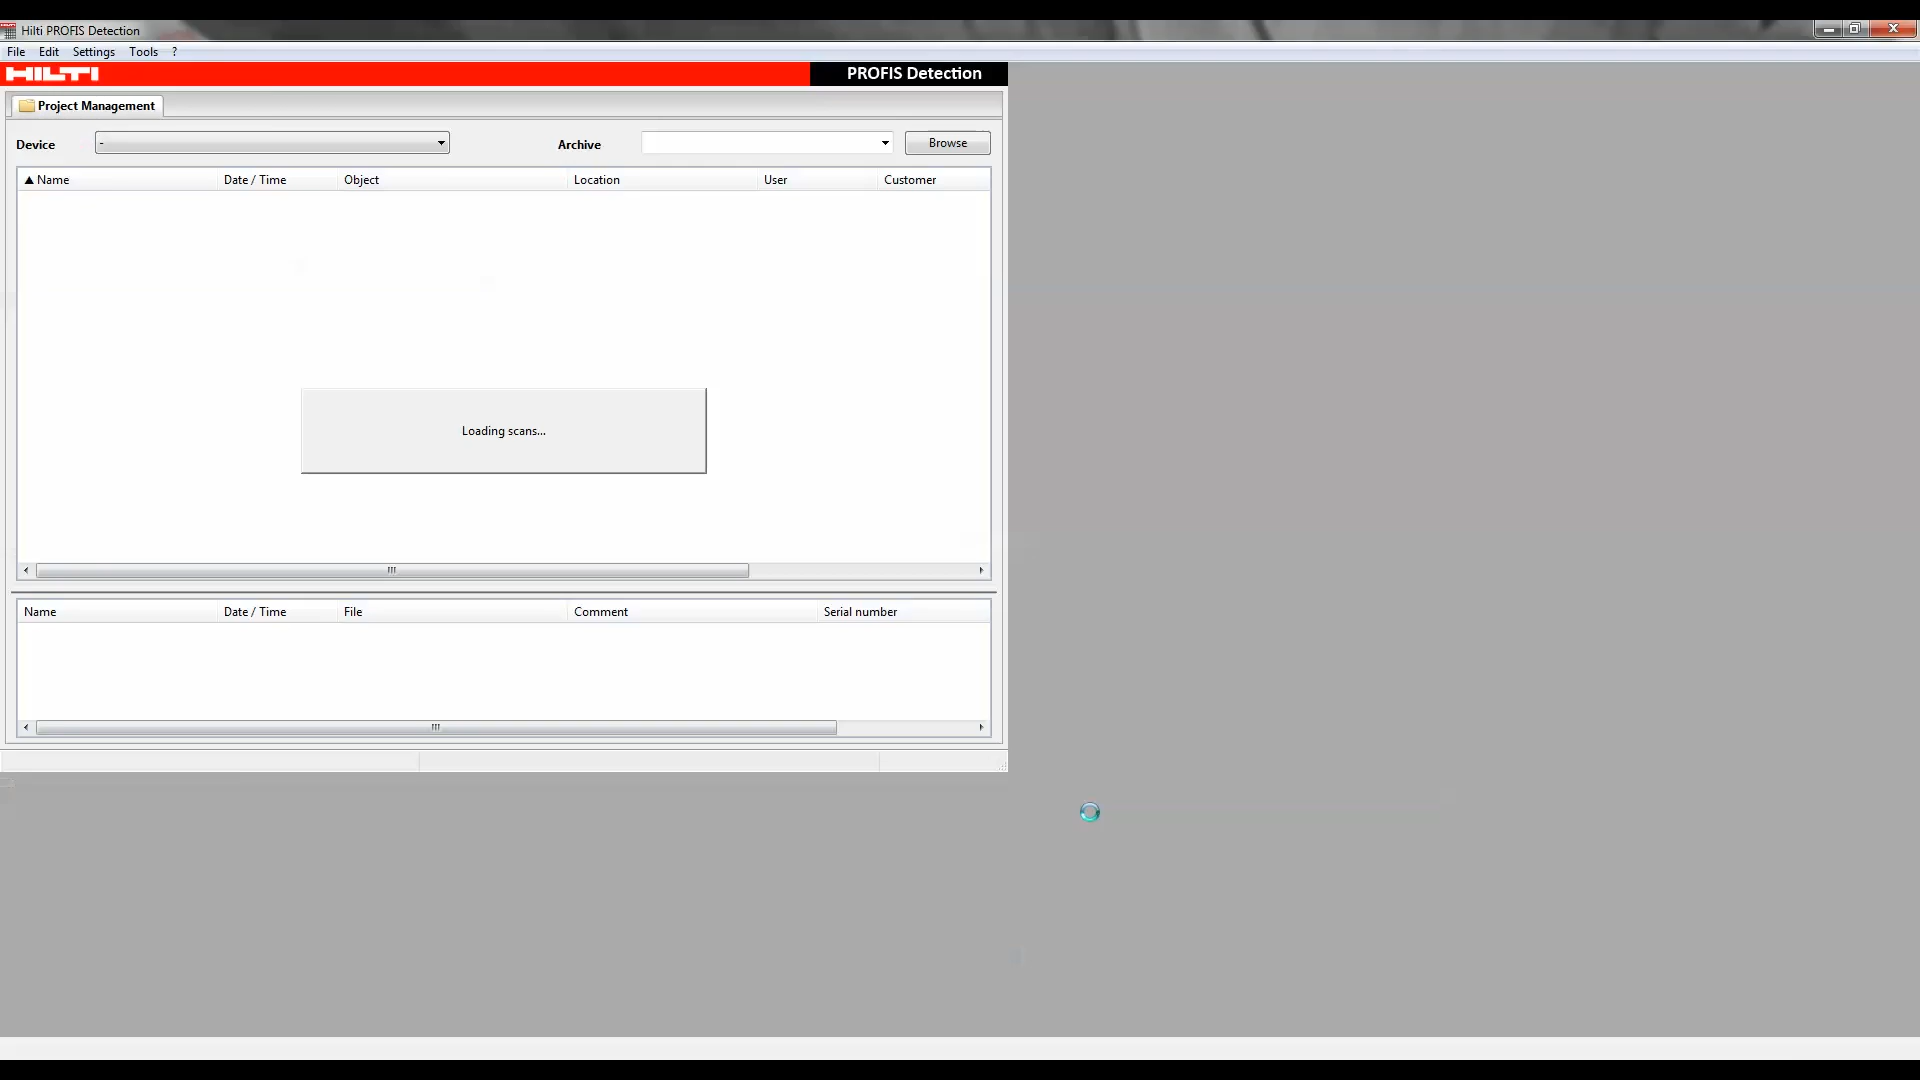 Hilti PROFIS Detection
File Edit Settings Tools ?
HILTI PROFIS Detection
Project Management
Device - Archive Browse
Name Date / Time Object Location User Customer
Loading scans...
Name Date / Time File Comment Serial number